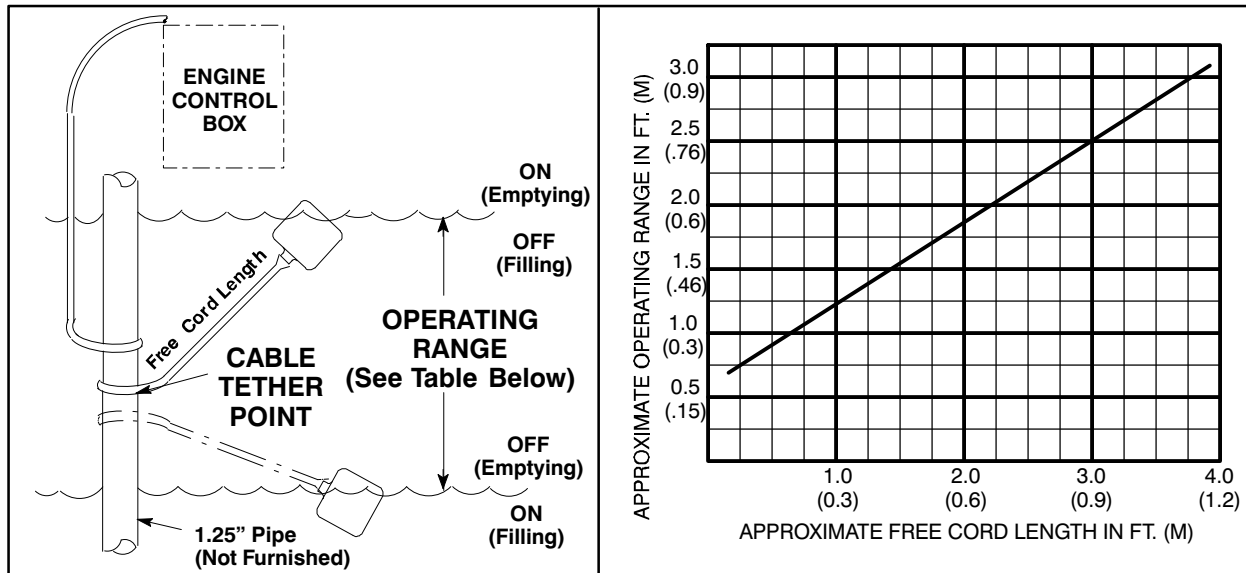 ENGINE
CONTROL
BOX
ON
(Emptying)
OFF
(Filling)
Free Cord Length
OPERATING
RANGE
(See Table Below)
CABLE
TETHER
POINT
OFF
(Emptying)
ON
(Filling)
1.25” Pipe
(Not Furnished)
APPROXIMATE OPERATING RANGE IN FT. (M)
3.0
(0.9)
2.5
(.76)
2.0
(0.6)
1.5
(.46)
1.0
(0.3)
0.5
(.15)
1.0 2.0 3.0 4.0
(0.3) (0.6) (0.9) (1.2)
APPROXIMATE FREE CORD LENGTH IN FT. (M)